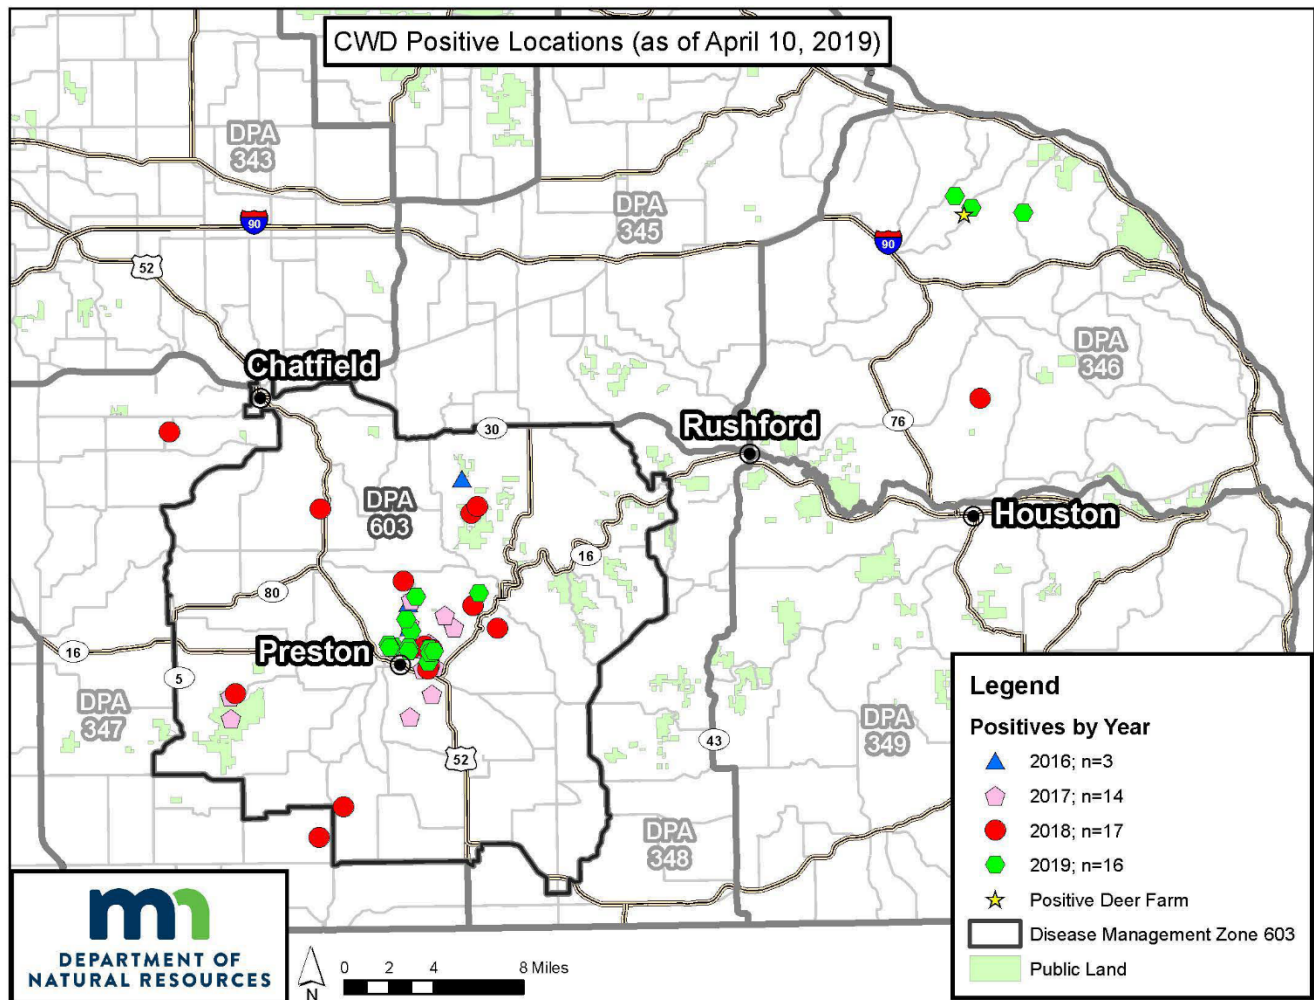 CWD Positive Locations (as of April 10, 2019)
DPA
343
DPA
345
90
52
90
DPA
346
Chatfield
76
30
Rushford
DPA
603
Houston
16
80
16
Preston
5
DPA
347
43
DPA
349
52
DPA
348
Legend
Positives by Year
2016; n=3
2017; n=14
2018; n=17
2019; n=16
Positive Deer Farm
Disease Management Zone 603
Public Land
mn
DEPARTMENT OF
NATURAL RESOURCES
N
0 2 4 8 Miles